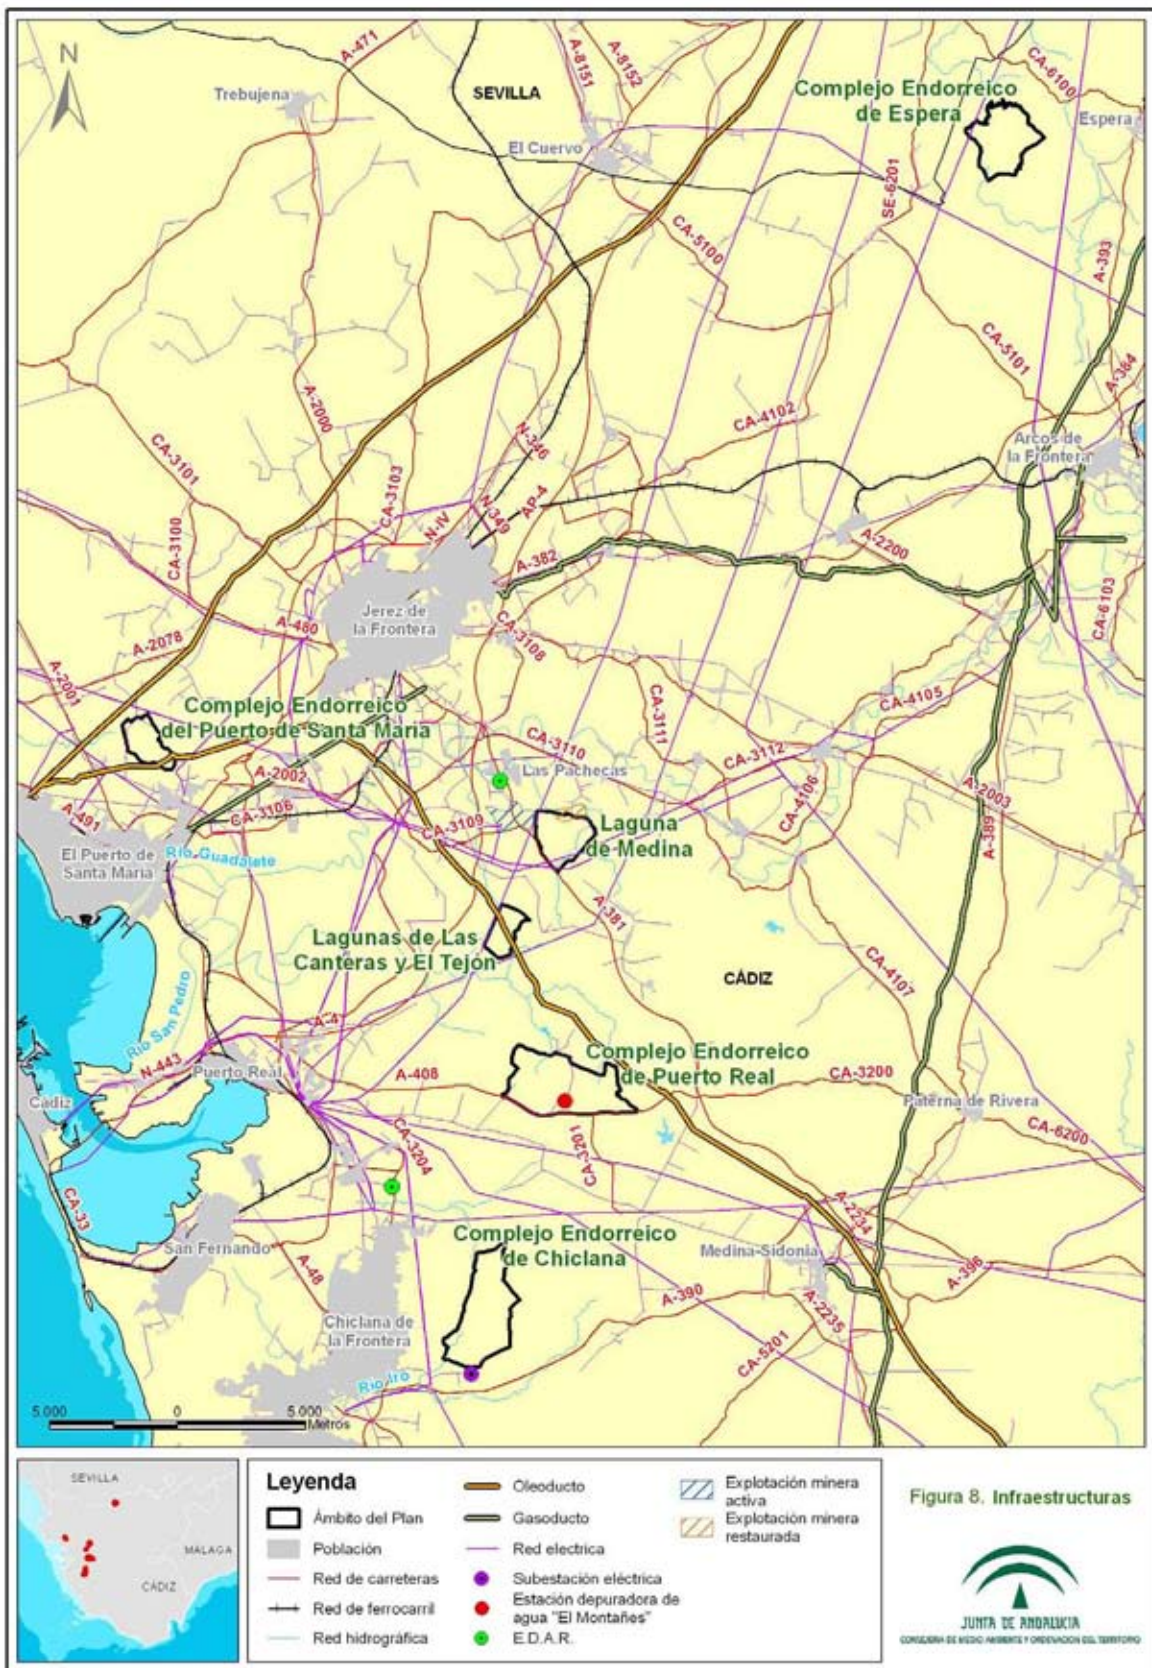 N
A-471
A-8151
A-8152
CA-6100
Trebujena
SEVILLA
Complejo Endorreico
de Espera
Espera
El Cuervo
SE-6201
CA-5100
A-393
CA-5101
A-384
A-2000
CA-4102
N-346
Arcos de
la Frontera
CA-3101
CA-3103
AP-4
N-349
N-IV
CA-3100
A-382
A-2200
CA-6103
Jerez de
la Frontera
A-480
CA-3108
A-2078
A-2001
Complejo Endorreico
del Puerto de Santa María
CA-3111
CA-4105
CA-3110
CA-3112
Las Pachecas
A-2002
CA-4106
A-2003
A-491
CA-3106
CA-3109
Laguna
de Medina
A-389
El Puerto de
Santa María
Río Guadalete
A-381
Lagunas de Las
Canteras y El Tejón
CÁDIZ
CA-4107
Río San Pedro
A-4
N-443
Puerto Real
Complejo Endorreico
de Puerto Real
A-408
CA-3200
Cádiz
Paterna de Rivera
CA-6200
CA-3204
CA-3201
CA-33
A-2234
San Fernando
Complejo Endorreico
de Chiclana
Medina-Sidonia
A-48
A-396
A-390
A-2235
Chiclana de
la Frontera
CA-5201
Río Iro
5.000 0 5.000
Metros
SEVILLA
MÁLAGA
CÁDIZ
Leyenda
Ámbito del Plan
Población
Red de carreteras
Red de ferrocarril
Red hidrográfica
Oleoducto
Gasoducto
Red electrica
Subestación eléctrica
Estación depuradora de
agua "El Montañes"
E.D.A.R.
Explotación minera
activa
Explotación minera
restaurada
Figura 8. Infraestructuras
JUNTA DE ANDALUCIA
CONSEJERIA DE MEDIO AMBIENTE Y ORDENACION DEL TERRITORIO